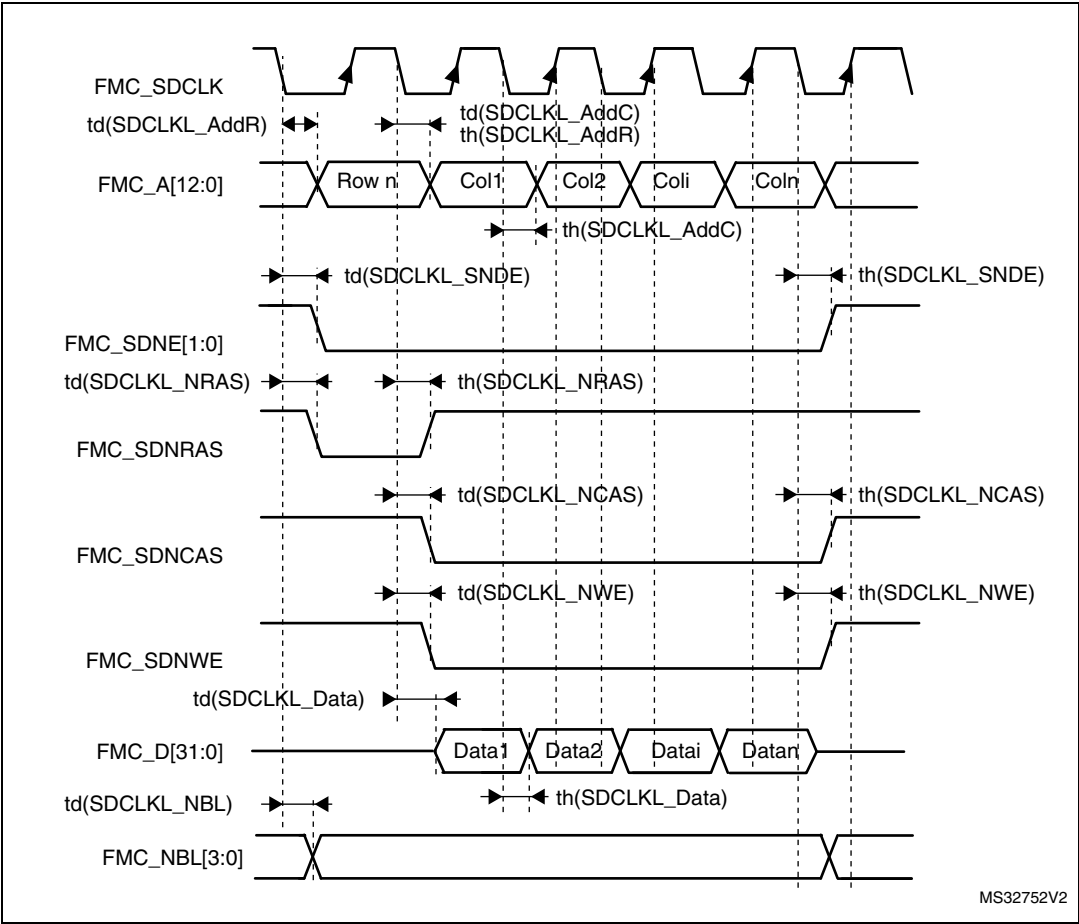 FMC_SDCLK
td(SDCLKL_AddR)
td(SDCLKL_AddC)
th(SDCLKL_AddR)
FMC_A[12:0]
Row n
Col1
Col2
Coli
Coln
th(SDCLKL_AddC)
td(SDCLKL_SNDE)
th(SDCLKL_SNDE)
FMC_SDNE[1:0]
td(SDCLKL_NRAS)
th(SDCLKL_NRAS)
FMC_SDNRAS
td(SDCLKL_NCAS)
th(SDCLKL_NCAS)
FMC_SDNCAS
td(SDCLKL_NWE)
th(SDCLKL_NWE)
FMC_SDNWE
td(SDCLKL_Data)
FMC_D[31:0]
Data1
Data2
Datai
Datan
td(SDCLKL_NBL)
th(SDCLKL_Data)
FMC_NBL[3:0]
MS32752V2